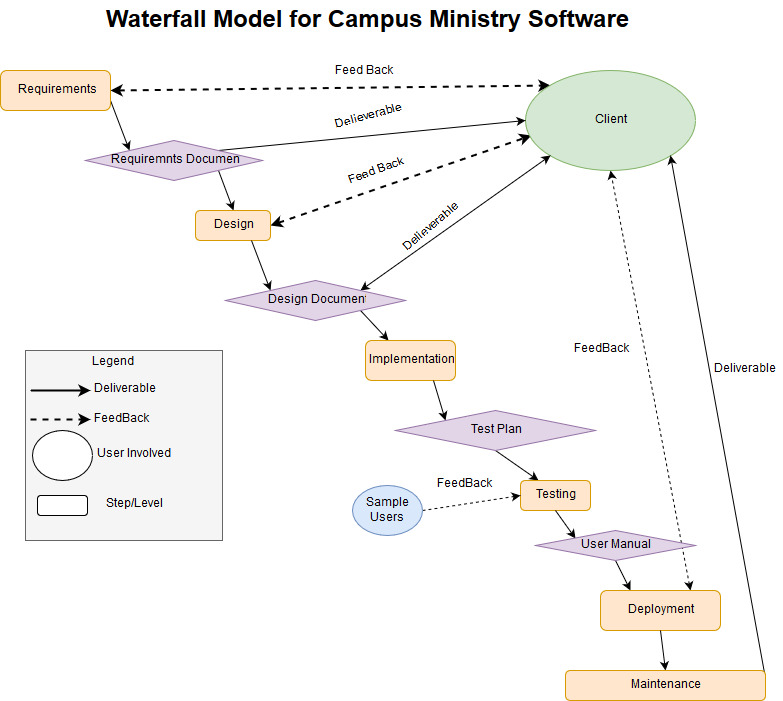 Waterfall Model for Campus Ministry Software
Feed Back
Requirements
Delieverable
Client
Requiremnts Documen
Feed Back
Design
Delieverable
Design Document
FeedBack
Implementation
Deliverable
Legend
Deliverable
FeedBack
User Involved
Step/Level
Test Plan
FeedBack
Testing
Sample
Users
User Manual
Deployment
Maintenance